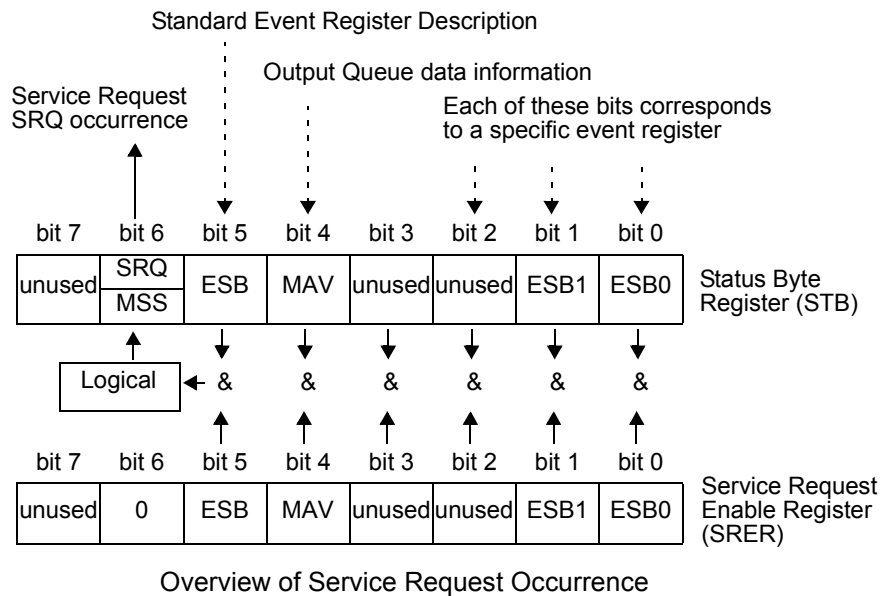 Standard Event Register Description
Output Queue data information
Service Request
SRQ occurrence
Each of these bits corresponds
to a specific event register
bit 7 bit 6 bit 5 bit 4 bit 3 bit 2 bit 1 bit 0
unused SRQ MSS ESB MAV unused unused ESB1 ESB0
Status Byte
Register (STB)
Logical & & & & & &
bit 7 bit 6 bit 5 bit 4 bit 3 bit 2 bit 1 bit 0
unused 0 ESB MAV unused unused ESB1 ESB0
Service Request
Enable Register
(SRER)
Overview of Service Request Occurrence